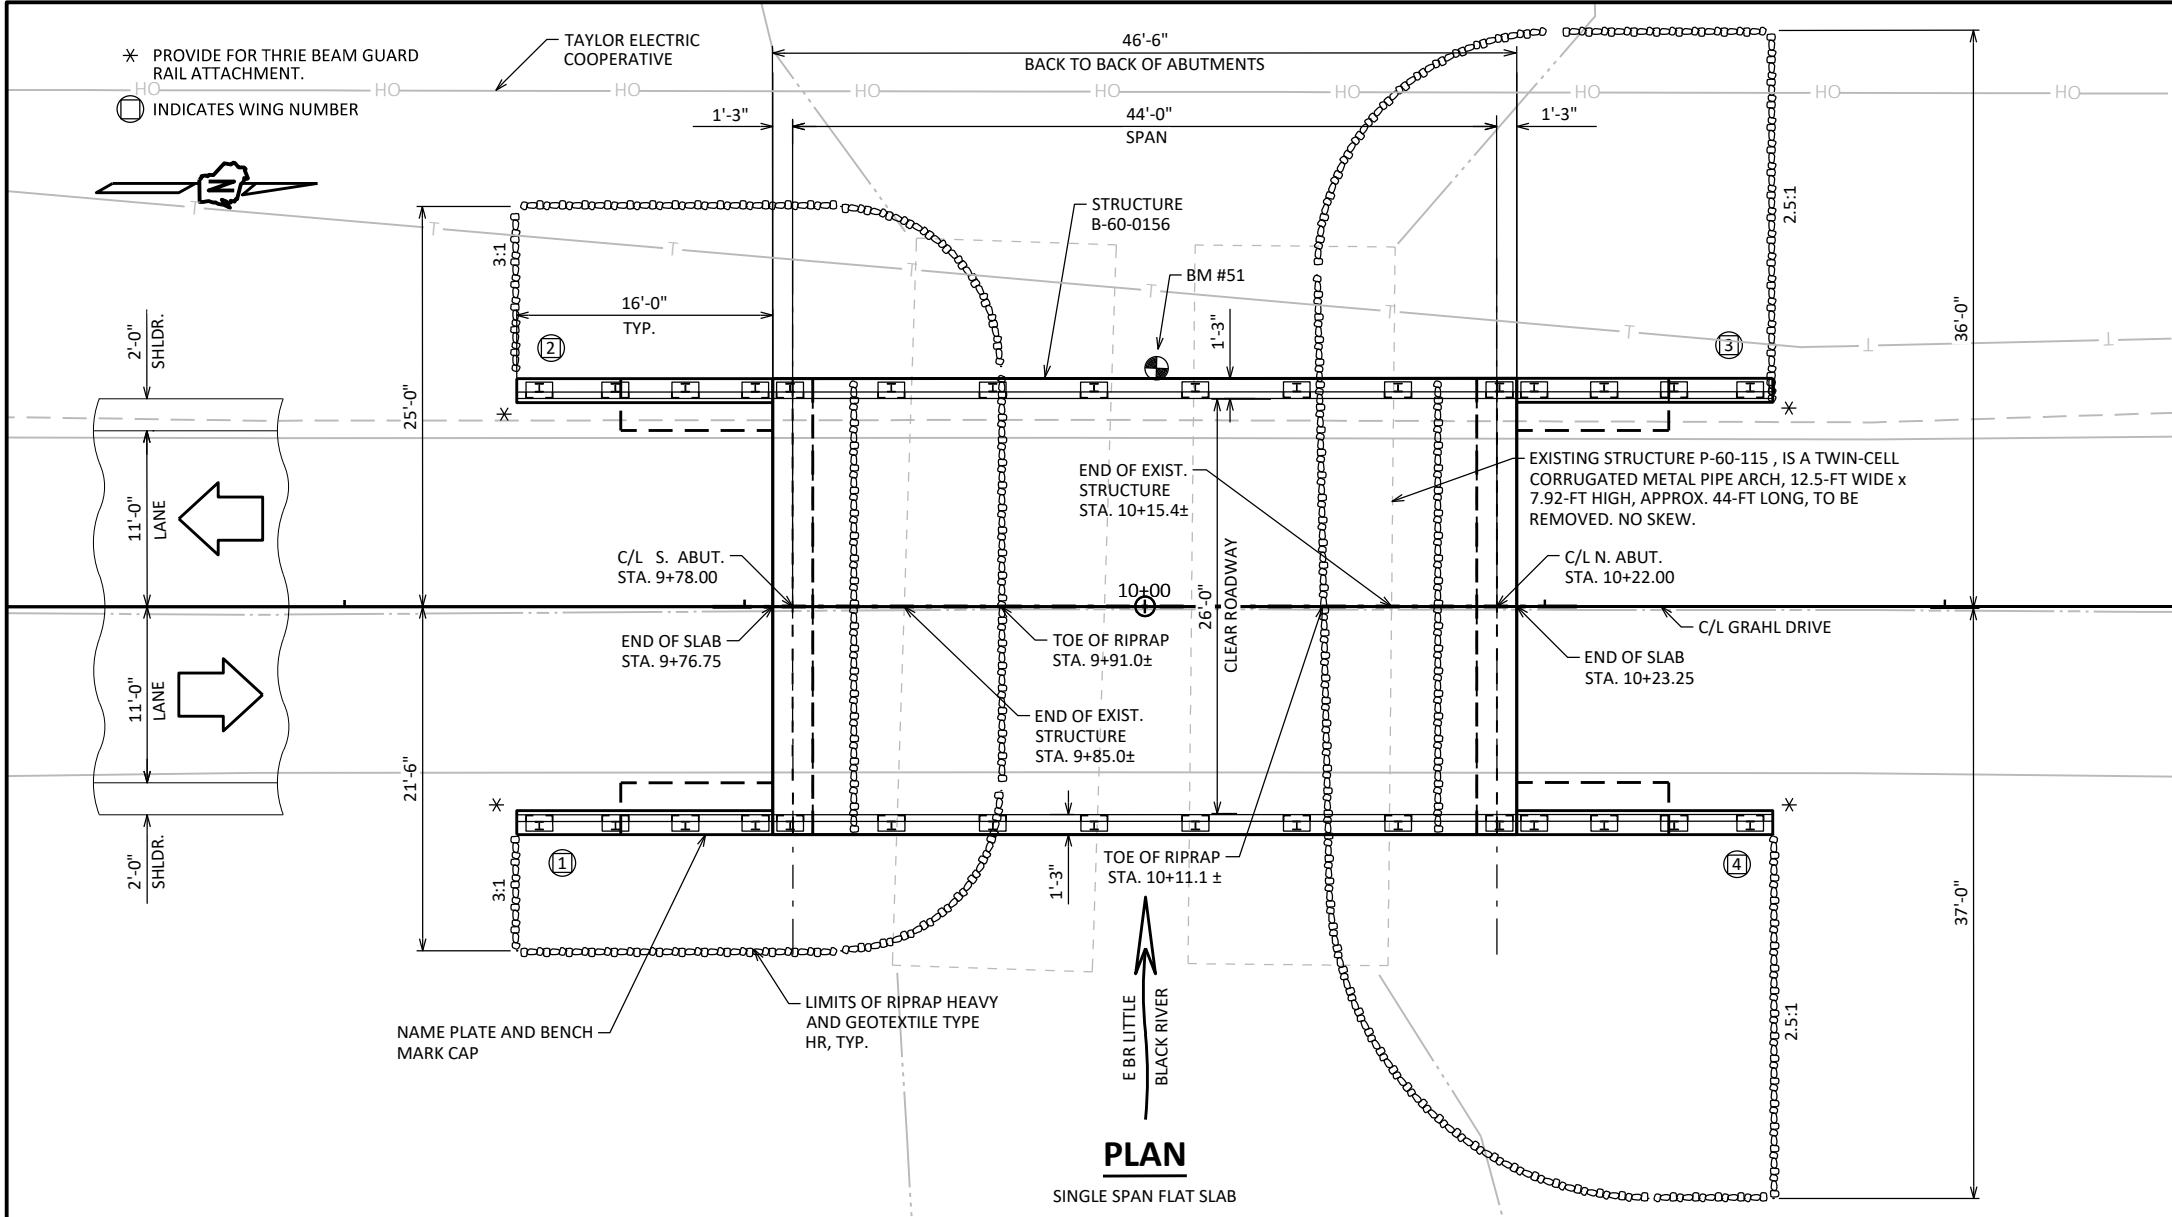 * PROVIDE FOR THRIE BEAM GUARD
RAIL ATTACHMENT.
INDICATES WING NUMBER
TAYLOR ELECTRIC
COOPERATIVE
46'-6"
BACK TO BACK OF ABUTMENTS
OH OH OH OH OH OH OH OH OH
1'-3"
44'-0"
SPAN
1'-3"
N
T T T T T T T T T
3:1
STRUCTURE
B-60-0156
2.5:1
BM #51
16'-0"
TYP.
1'-3"
36'-0"
2'-0"
SHLDR.
2
3
25'-0"
*
*
11'-0"
LANE
END OF EXIST.
STRUCTURE
STA. 10+15.4±
EXISTING STRUCTURE P-60-115 , IS A TWIN-CELL
CORRUGATED METAL PIPE ARCH, 12.5-FT WIDE x
7.92-FT HIGH, APPROX. 44-FT LONG, TO BE
REMOVED. NO SKEW.
C/L S. ABUT.
STA. 9+78.00
C/L N. ABUT.
STA. 10+22.00
10+00
26'-0"
CLEAR ROADWAY
END OF SLAB
STA. 9+76.75
TOE OF RIPRAP
STA. 9+91.0±
C/L GRAHL DRIVE
END OF SLAB
STA. 10+23.25
11'-0"
LANE
END OF EXIST.
STRUCTURE
STA. 9+85.0±
21'-6"
*
*
2'-0"
SHLDR.
1
3:1
1'-3"
TOE OF RIPRAP
STA. 10+11.1 ±
4
37'-0"
LIMITS OF RIPRAP HEAVY
AND GEOTEXTILE TYPE
HR, TYP.
NAME PLATE AND BENCH
MARK CAP
E BR LITTLE
BLACK RIVER
2.5:1
PLAN
SINGLE SPAN FLAT SLAB